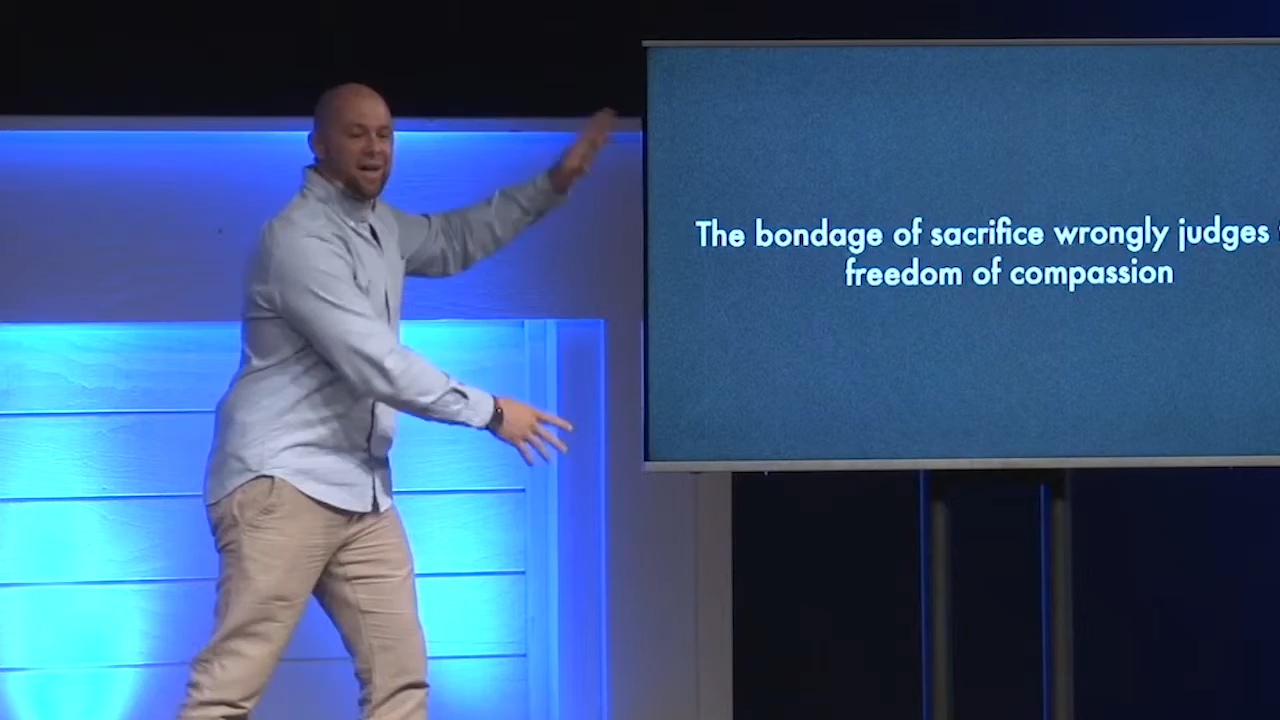 The bondage of sacrifice wrongly judges
freedom of compassion